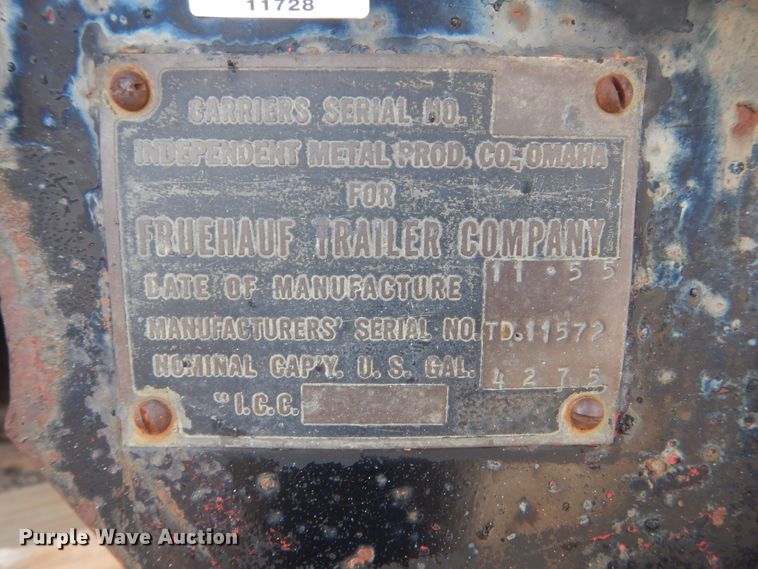 11728
CARRIERS SERIAL NO.
INDEPENDENT METAL PROD. CO., OMAHA
FOR
FRUEHAUF TRAILER COMPANY
DATE OF MANUFACTURE 11·55
MANUFACTURERS' SERIAL NO. TD.11572
NOMINAL CAP'Y. U. S. GAL. 4275
" I.C.C.
Purple Wave Auction